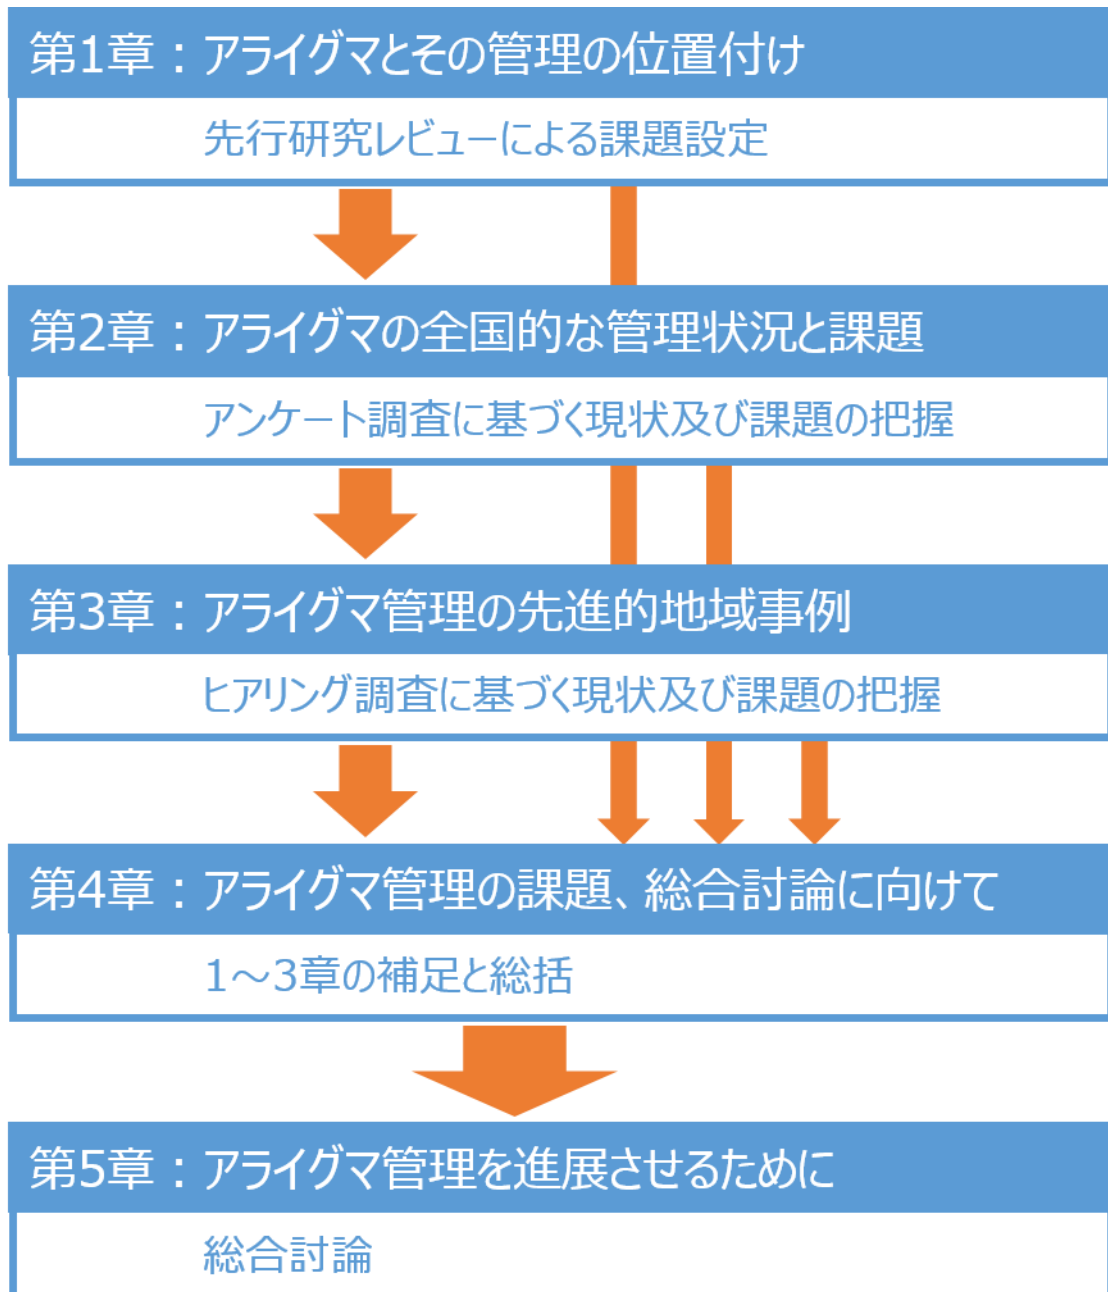 第1章：アライグマとその管理の位置付け
先行研究レビューによる課題設定
第2章：アライグマの全国的な管理状況と課題
アンケート調査に基づく現状及び課題の把握
第3章：アライグマ管理の先進的地域事例
ヒアリング調査に基づく現状及び課題の把握
第4章：アライグマ管理の課題、総合討論に向けて
1～3章の補足と総括
第5章：アライグマ管理を進展させるために
総合討論